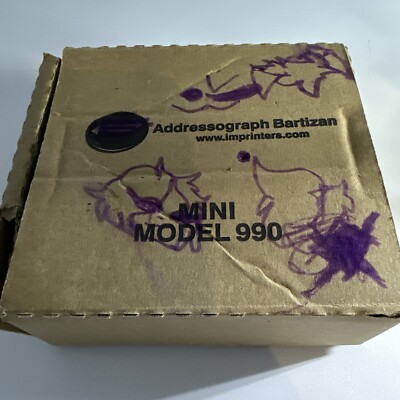 Addressograph Bartizan
www.imprinters.com
MINI
MODEL 990